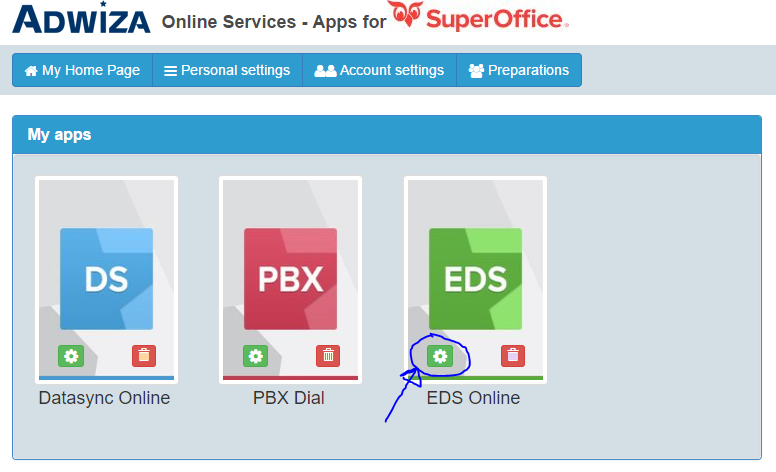 ADWIZA Online Services - Apps for SuperOffice®
My Home Page Personal settings Account settings Preparations
My apps
DS PBX EDS
Datasync Online PBX Dial EDS Online